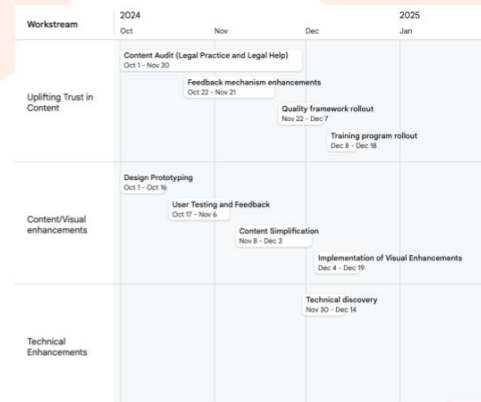 Workstream
2024
2025
Oct
Nov
Dec
Jan
Uplifting Trust in
Content
Content Audit (Legal Practice and Legal Help)
Oct 1 - Nov 30
Feedback mechanism enhancements
Oct 22 - Nov 21
Quality framework rollout
Nov 22 - Dec 7
Training program rollout
Dec 8 - Dec 18
Content/Visual
enhancements
Design Prototyping
Oct 1 - Oct 16
User Testing and Feedback
Oct 17 - Nov 6
Content Simplification
Nov 8 - Dec 3
Implementation of Visual Enhancements
Dec 4 - Dec 19
Technical
Enhancements
Technical discovery
Nov 30 - Dec 14